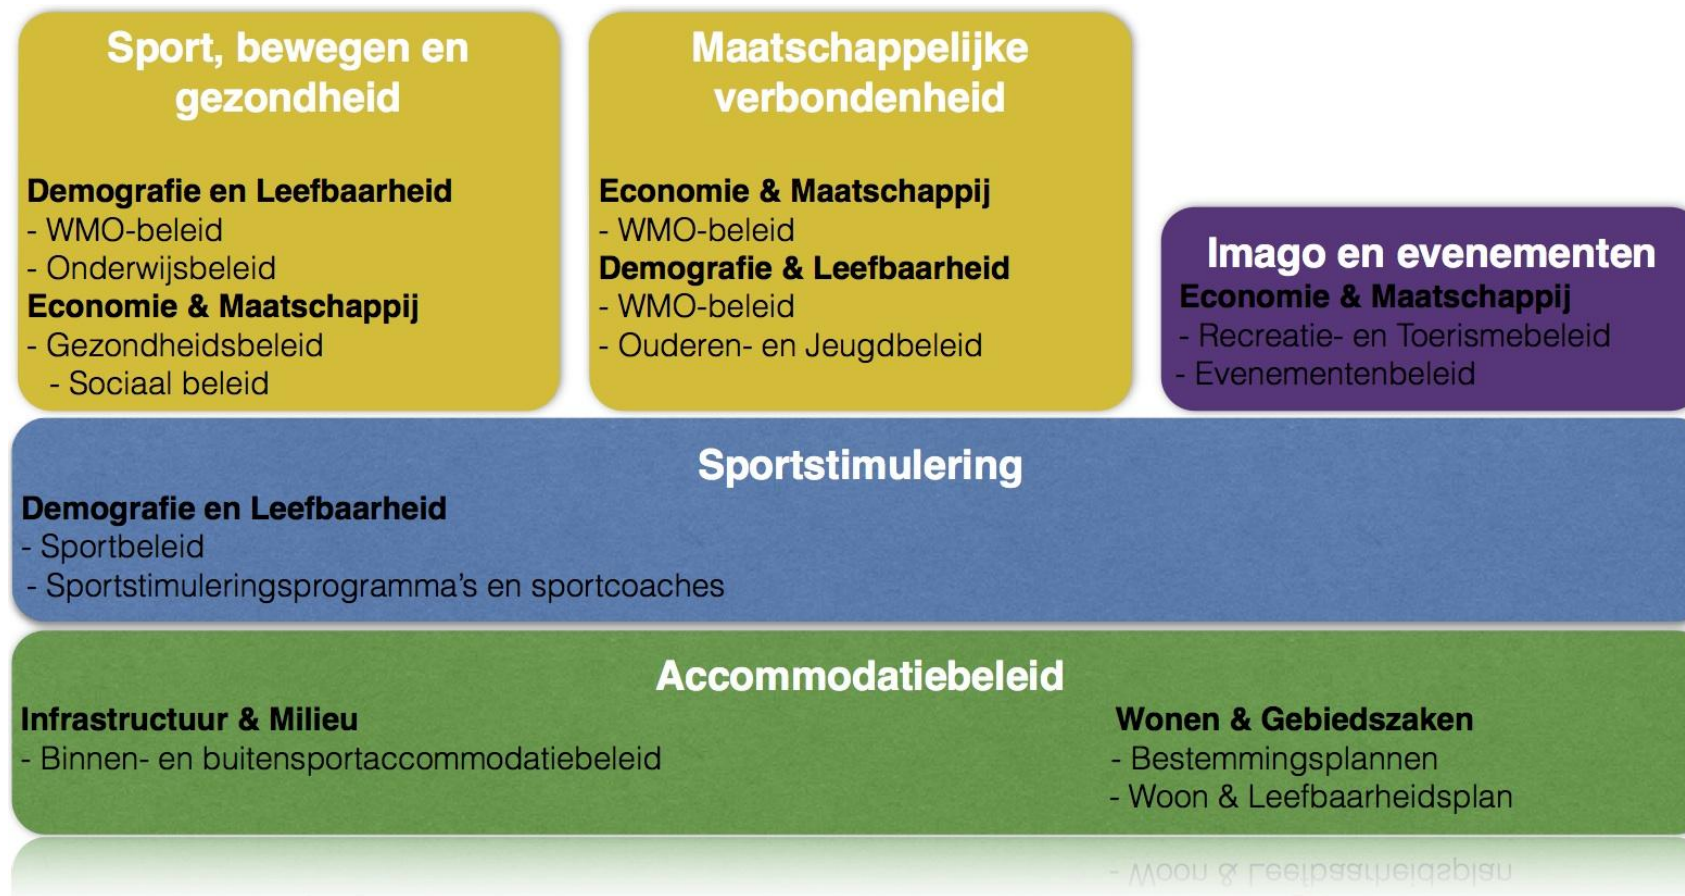 Sport, bewegen en
gezondheid
Demografie en Leefbaarheid
- WMO-beleid
- Onderwijsbeleid
Economie & Maatschappij
- Gezondheidsbeleid
- Sociaal beleid
Maatschappelijke
verbondenheid
Economie & Maatschappij
- WMO-beleid
Demografie & Leefbaarheid
- WMO-beleid
- Ouderen- en Jeugdbeleid
Imago en evenementen
Economie & Maatschappij
- Recreatie- en Toerismebeleid
- Evenementenbeleid
Sportstimulering
Demografie en Leefbaarheid
- Sportbeleid
- Sportstimuleringsprogramma's en sportcoaches
Accommodatiebeleid
Infrastructuur & Milieu
- Binnen- en buitensportaccommodatiebeleid
Wonen & Gebiedszaken
- Bestemmingsplannen
- Woon & Leefbaarheidsplan